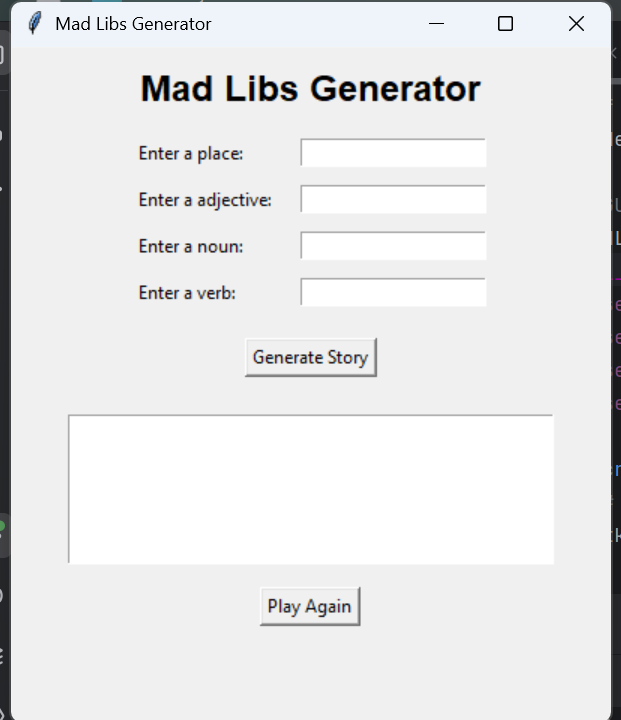 Mad Libs Generator
Mad Libs Generator
Enter a place:
Enter a adjective:
Enter a noun:
Enter a verb:
Generate Story
Play Again